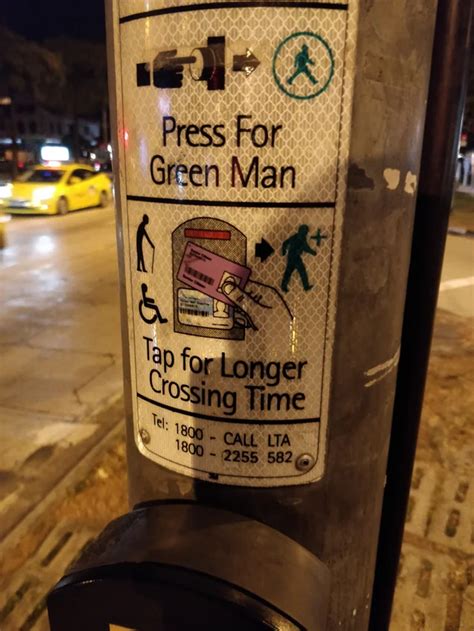 Press For
Green Man
Tap for Longer
Crossing Time
Tel: 1800 - CALL LTA
1800 - 2255 582